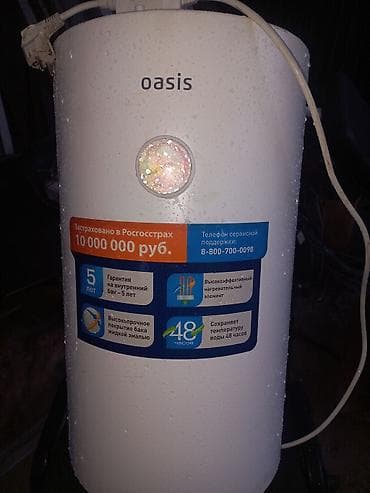 oasis
Застраховано в Росгосстрах
10 000 000 руб.
Телефон сервисной
поддержки:
8-800-700-0098
5
ЛЕТ
Гарантия
на внутренний
бак – 5 лет
Высокоэффективный
нагревательный
элемент
Высокопрочное
покрытие бака
жидкой эмалью
48
ЧАСОВ
Сохраняет
температуру
воды 48 часов